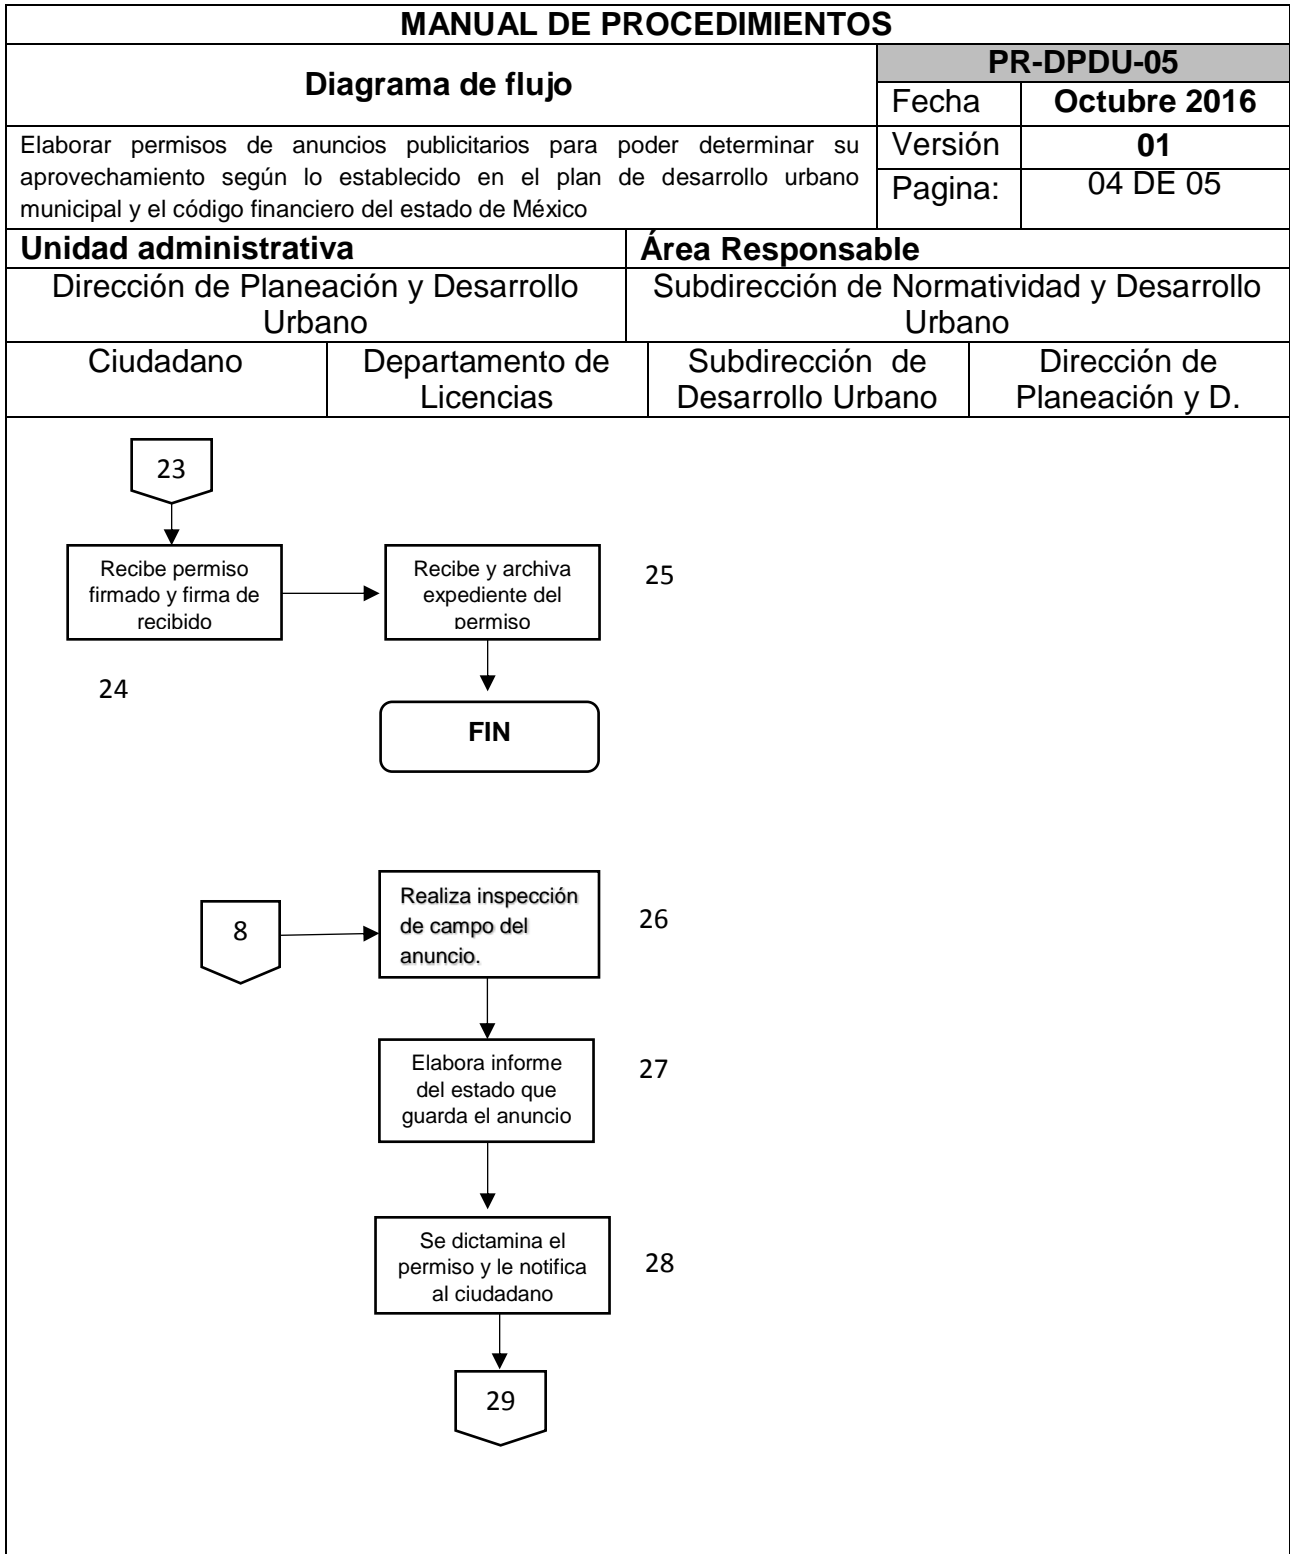 MANUAL DE PROCEDIMIENTOS
Diagrama de flujo
PR-DPDU-05
Fecha
Octubre 2016
Elaborar permisos de anuncios publicitarios para poder determinar su
aprovechamiento según lo establecido en el plan de desarrollo urbano
municipal y el código financiero del estado de México
Versión
01
Pagina:
04 DE 05
Unidad administrativa
Área Responsable
Dirección de Planeación y Desarrollo
Urbano
Subdirección de Normatividad y Desarrollo
Urbano
Ciudadano
Departamento de
Licencias
Subdirección de
Desarrollo Urbano
Dirección de
Planeación y D.
23
Recibe permiso
firmado y firma de
recibido
24
Recibe y archiva
expediente del
permiso
25
FIN
8
Realiza inspección
de campo del
anuncio.
26
Elabora informe
del estado que
guarda el anuncio
27
Se dictamina el
permiso y le notifica
al ciudadano
28
29